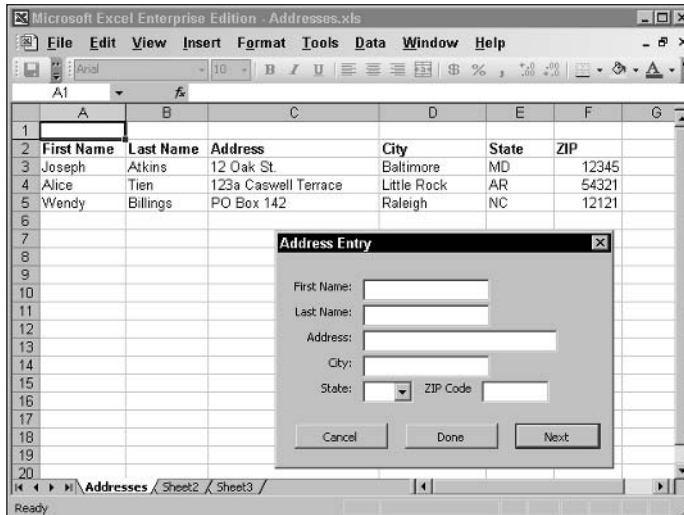 Microsoft Excel Enterprise Edition - Addresses.xls
File Edit View Insert Format Tools Data Window Help
Arial 10 B I U $ % ,
A1 fx
A B C D E F G
1
2 First Name Last Name Address City State ZIP
3 Joseph Atkins 12 Oak St. Baltimore MD 12345
4 Alice Tien 123a Caswell Terrace Little Rock AR 54321
5 Wendy Billings PO Box 142 Raleigh NC 12121
6
7
8
9
10
11
12
13
14
15
16
17
18
19
20
Address Entry
First Name:
Last Name:
Address:
City:
State: ZIP Code
Cancel Done Next
Addresses Sheet2 Sheet3
Ready